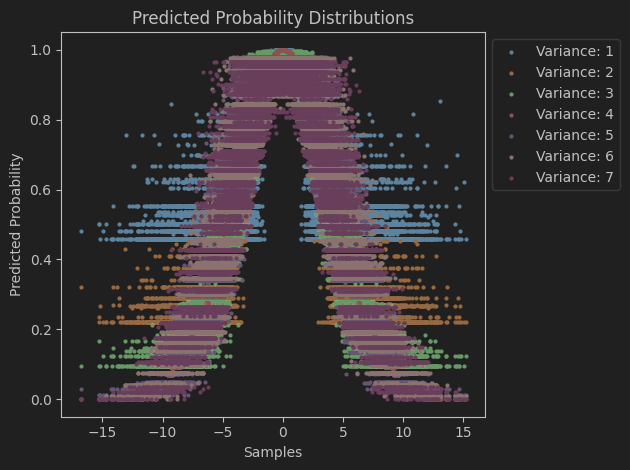 Predicted Probability Distributions
1.0
0.8
0.6
0.4
0.2
0.0
Predicted Probability
−15
−10
−5
0
5
10
15
Samples
Variance: 1
Variance: 2
Variance: 3
Variance: 4
Variance: 5
Variance: 6
Variance: 7